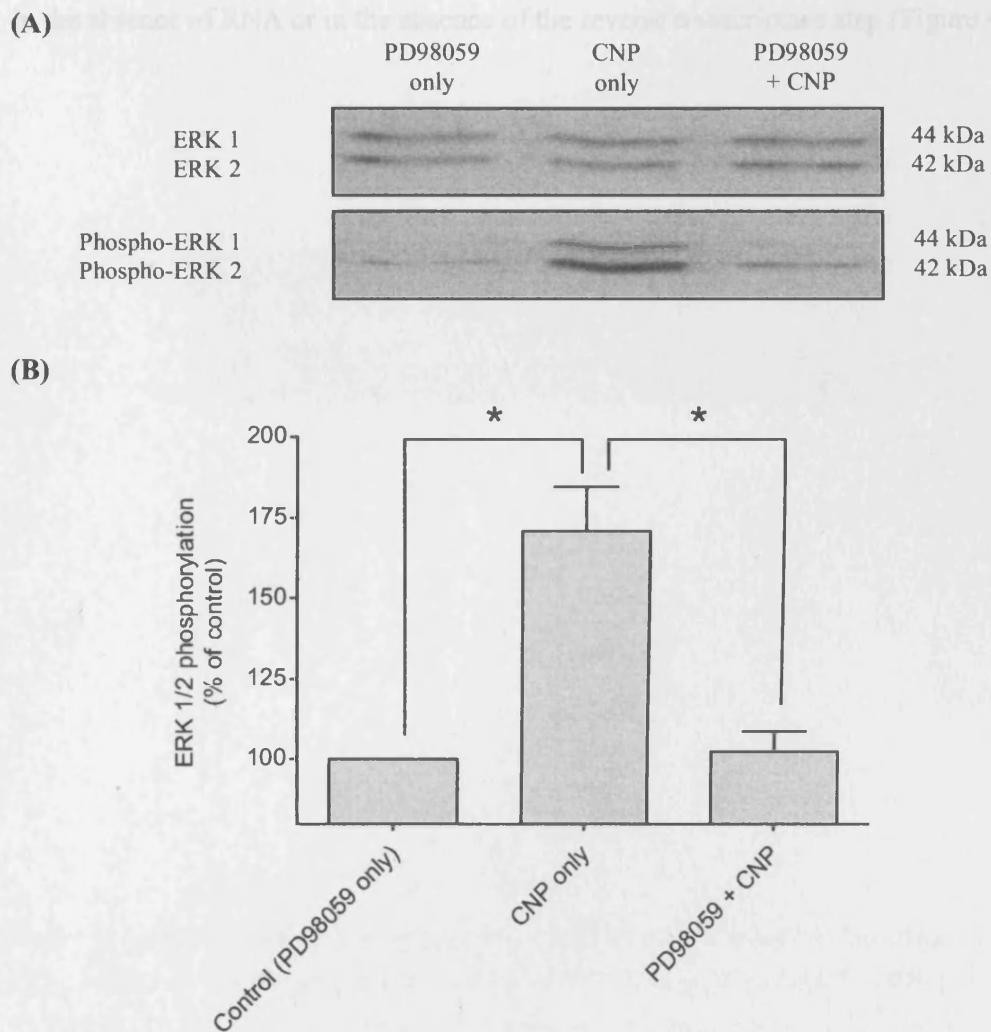 (A)
PD98059 only
CNP only
PD98059 + CNP
ERK 1
44 kDa
ERK 2
42 kDa
Phospho-ERK 1
44 kDa
Phospho-ERK 2
42 kDa
(B)
* *
200
175
150
125
100
ERK 1/2 phosphorylation
(% of control)
Control (PD98059 only)
CNP only
PD98059 + CNP